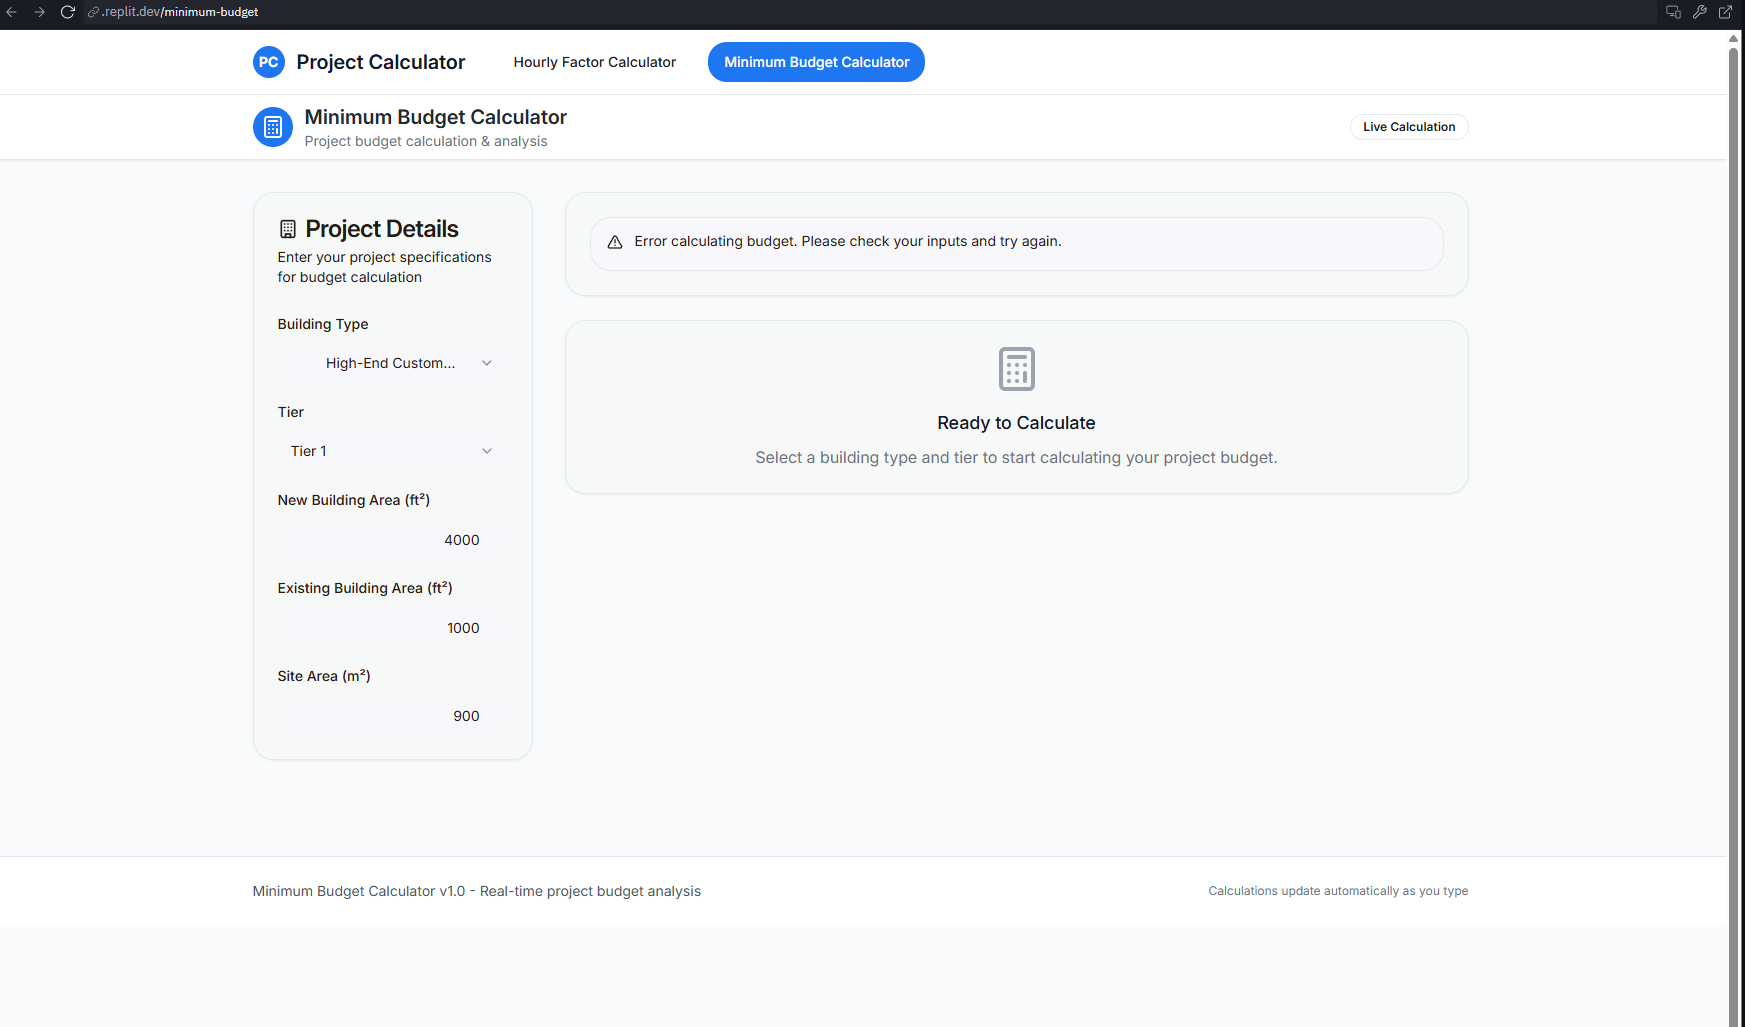 .replit.dev/minimum-budget
PC Project Calculator Hourly Factor Calculator Minimum Budget Calculator
Minimum Budget Calculator
Project budget calculation & analysis
Live Calculation
Project Details
Enter your project specifications
for budget calculation
Building Type
High-End Custom...
Tier
Tier 1
New Building Area (ft²)
4000
Existing Building Area (ft²)
1000
Site Area (m²)
900
Error calculating budget. Please check your inputs and try again.
Ready to Calculate
Select a building type and tier to start calculating your project budget.
Minimum Budget Calculator v1.0 - Real-time project budget analysis
Calculations update automatically as you type